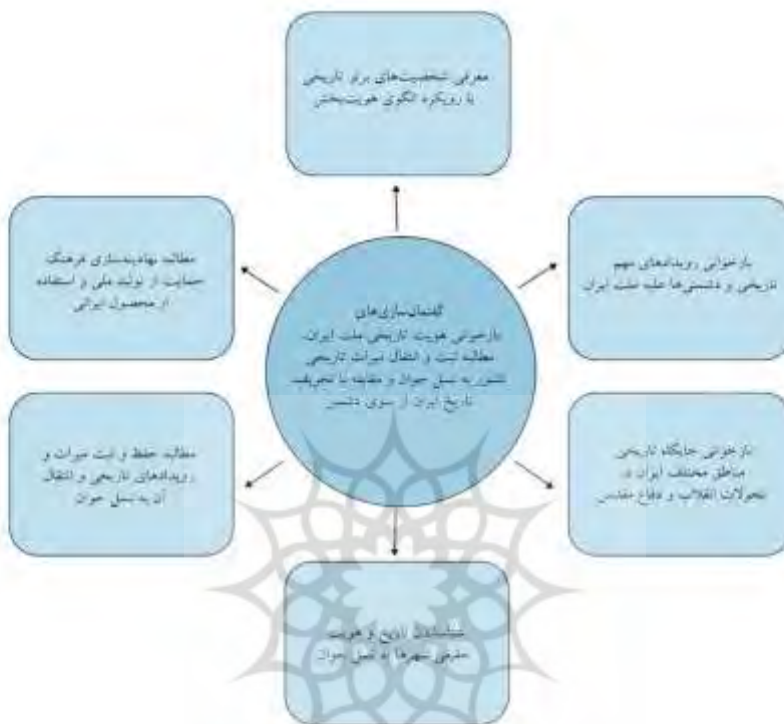 معرفی شخصیت‌های برتر تاریخی
با رویکرد الگوی هویت‌بخش
بازخوانی رویدادهای مهم
تاریخی و دشمنی‌ها علیه ملت ایران
بازخوانی جایگاه تاریخی
مناطق مختلف ایران در
تحولات انقلاب و دفاع مقدس
شناساندن تاریخ و هویت
حقیقی شهرها به نسل جوان
مطالبه حفظ و ثبت میراث و
رویدادهای تاریخی و انتقال
آن به نسل جوان
مطالبه نهادینه‌سازی فرهنگ
حمایت از تولید ملی و استفاده
از محصول ایرانی
گفتمان‌سازی‌های
بازخوانی هویت تاریخی ملت ایران،
مطالبه ثبت و انتقال میراث تاریخی
کشور به نسل جوان و مقابله با تحریف
تاریخ ایران از سوی دشمن